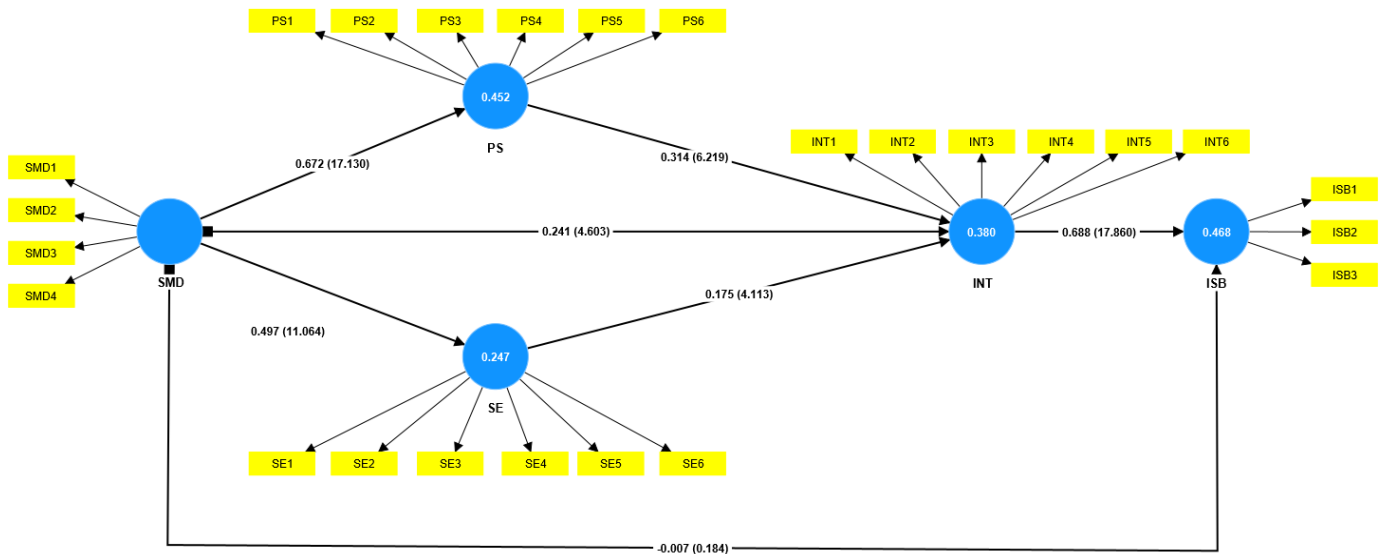 PS1 PS2 PS3 PS4 PS5 PS6
0.452
PS
INT1 INT2 INT3 INT4 INT5 INT6
0.672 (17.130)
0.314 (6.219)
SMD1
SMD2
SMD3
SMD4
SMD
0.241 (4.603)
0.380
INT
0.688 (17.860)
0.468
ISB
ISB1
ISB2
ISB3
0.175 (4.113)
0.497 (11.064)
0.247
SE
SE1 SE2 SE3 SE4 SE5 SE6
-0.007 (0.184)